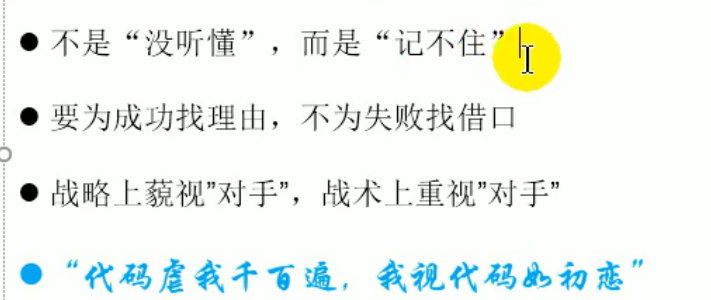 不是“没听懂”，而是“记不住”
要为成功找理由，不为失败找借口
战略上藐视”对手”，战术上重视”对手”
“代码虐我千百遍，我视代码如初恋”